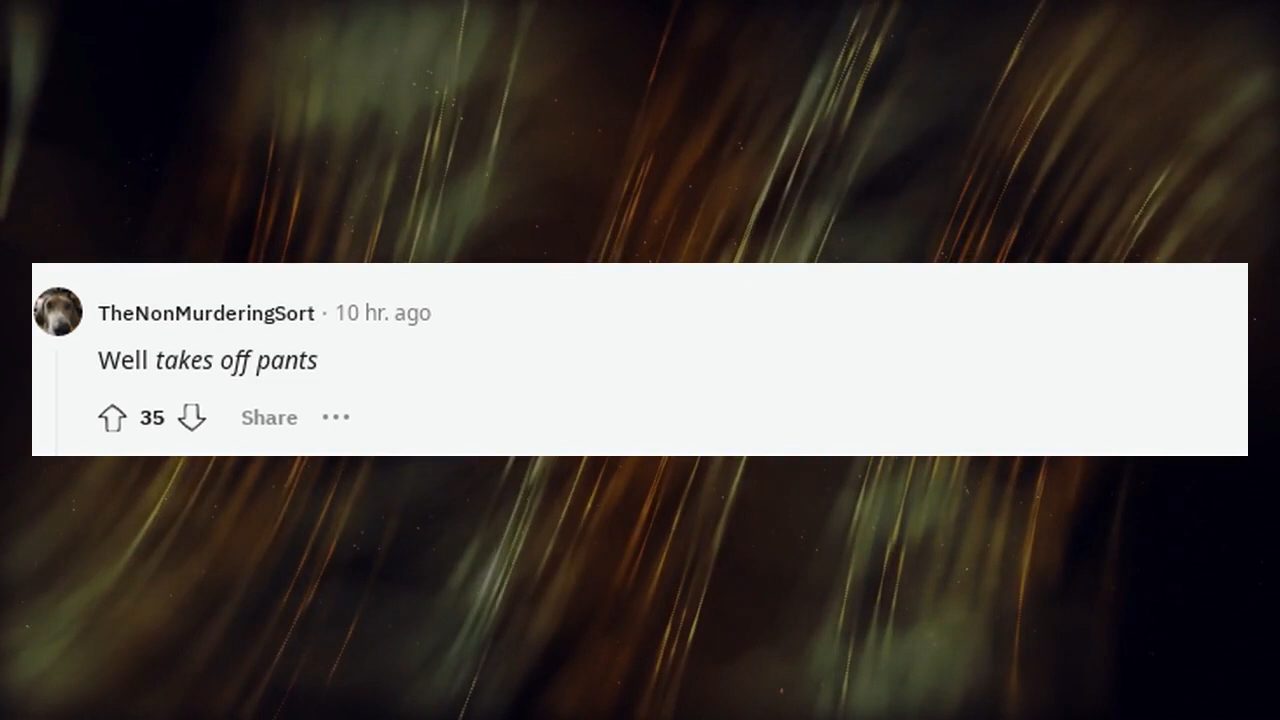 TheNonMurderingSort · 10 hr. ago
Well takes off pants
35 Share •••